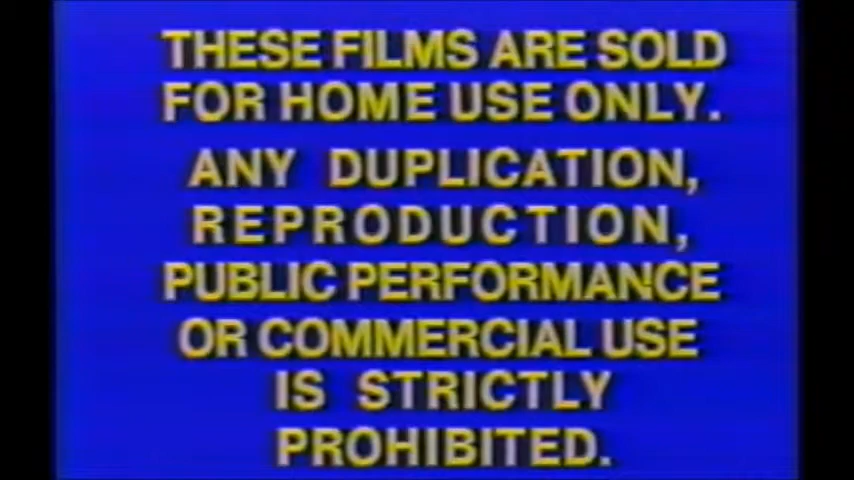 THESE FILMS ARE SOLD
FOR HOME USE ONLY.
ANY DUPLICATION,
REPRODUCTION,
PUBLIC PERFORMANCE
OR COMMERCIAL USE
IS STRICTLY
PROHIBITED.